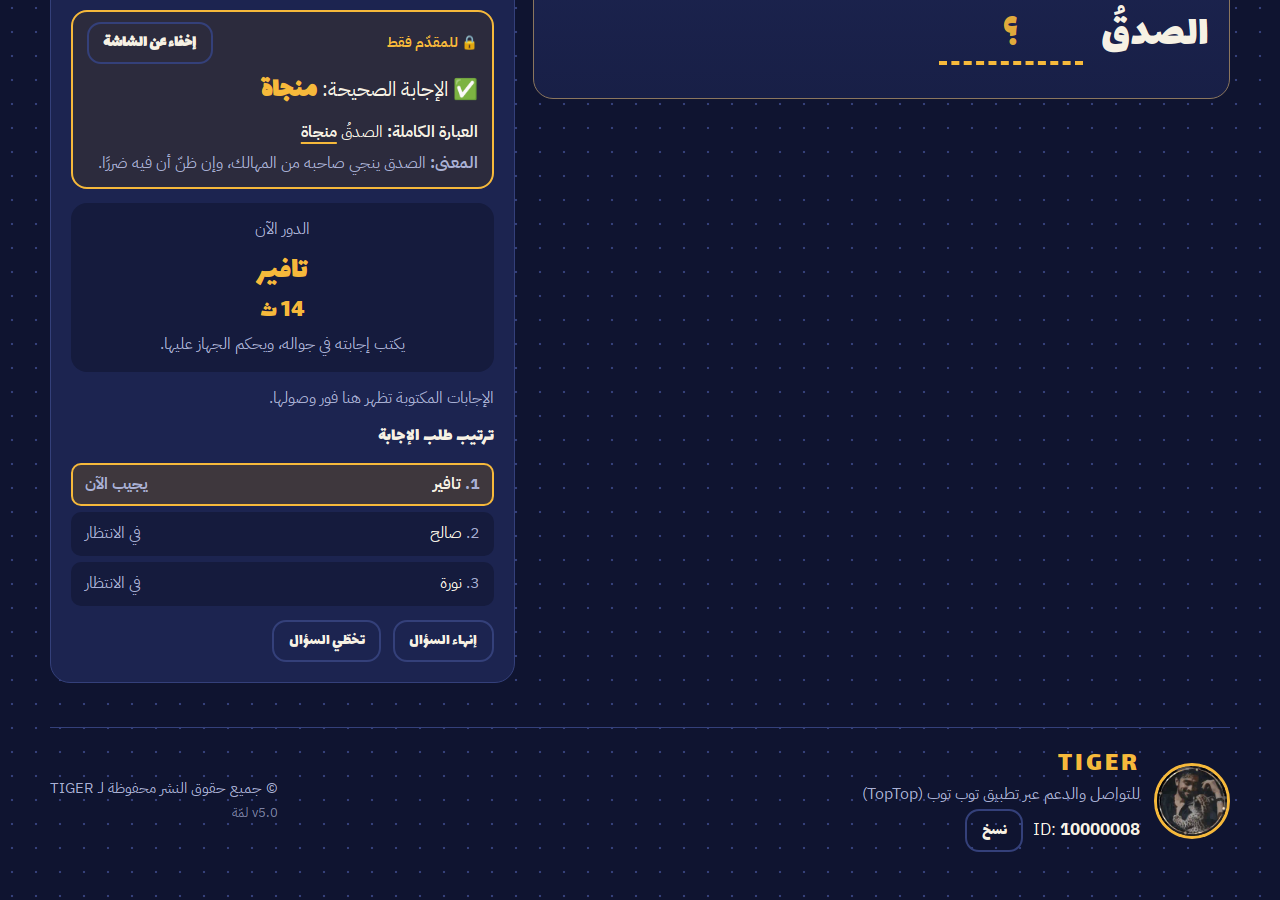 الصدقُ ؟
🔒 للمقدّم فقط
إخفاء عن الشاشة
✅ الإجابة الصحيحة: منجاة
العبارة الكاملة: الصدقُ منجاة
المعنى: الصدق ينجي صاحبه من المهالك، وإن ظنّ أن فيه ضررًا.
الدور الآن
تافير
14 ث
يكتب إجابته في جواله، ويحكم الجهاز عليها.
الإجابات المكتوبة تظهر هنا فور وصولها.
ترتيب طلب الإجابة
1. تافير يجيب الآن
2. صالح في الانتظار
3. نورة في الانتظار
إنهاء السؤال
تخطّي السؤال
TIGER
للتواصل والدعم عبر تطبيق توب توب (TopTop)
ID: 10000008
نسخ
© جميع حقوق النشر محفوظة لـ TIGER
لمّة v5.0